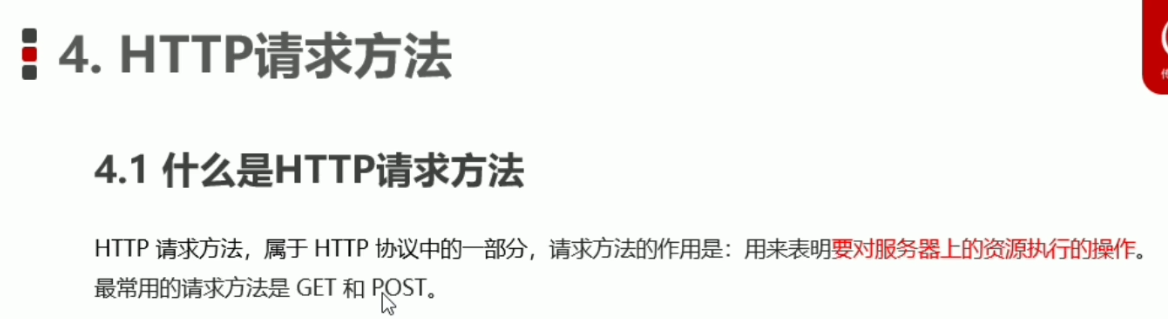 4. HTTP请求方法
4.1 什么是HTTP请求方法
HTTP 请求方法，属于 HTTP 协议中的一部分，请求方法的作用是：用来表明要对服务器上的资源执行的操作。
最常用的请求方法是 GET 和 POST。